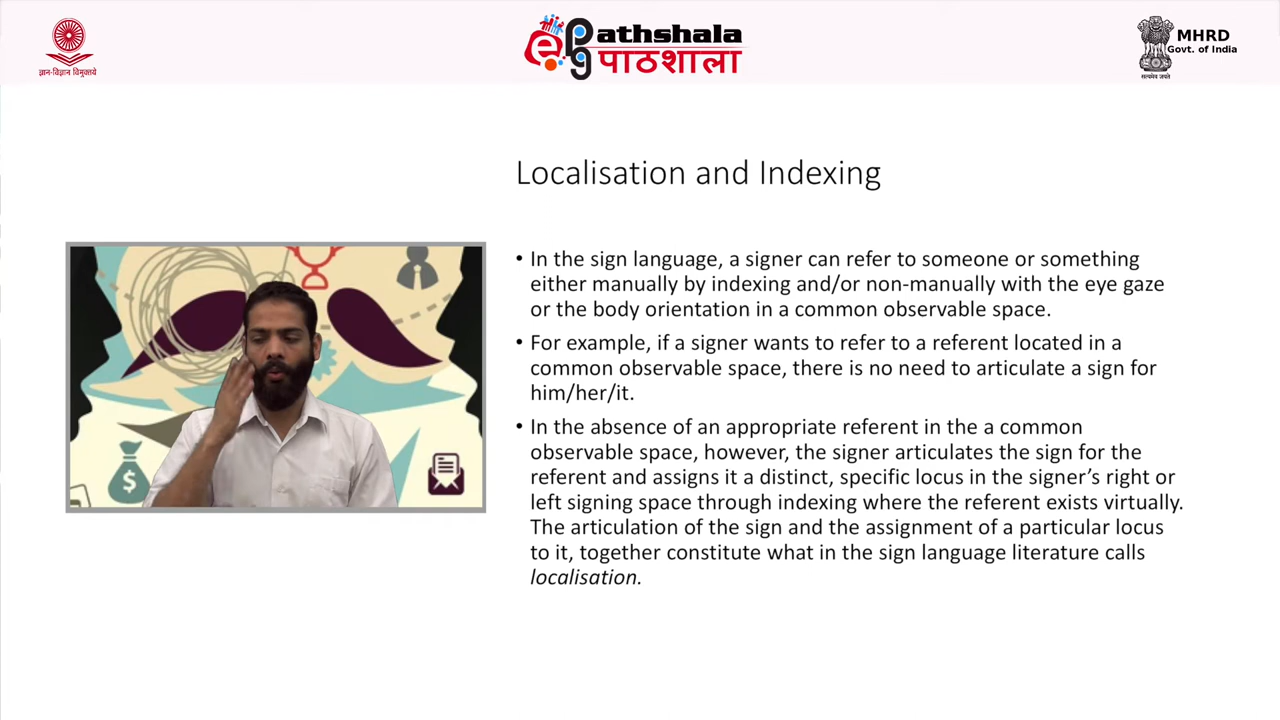 ज्ञान-विज्ञान विमुक्तये
e
pg
athshala
पाठशाला
MHRD
Govt. of India
सत्यमेव जयते
Localisation and Indexing
• In the sign language, a signer can refer to someone or something
either manually by indexing and/or non-manually with the eye gaze
or the body orientation in a common observable space.
• For example, if a signer wants to refer to a referent located in a
common observable space, there is no need to articulate a sign for
him/her/it.
• In the absence of an appropriate referent in the a common
observable space, however, the signer articulates the sign for the
referent and assigns it a distinct, specific locus in the signer’s right or
left signing space through indexing where the referent exists virtually.
The articulation of the sign and the assignment of a particular locus
to it, together constitute what in the sign language literature calls
localisation.
$